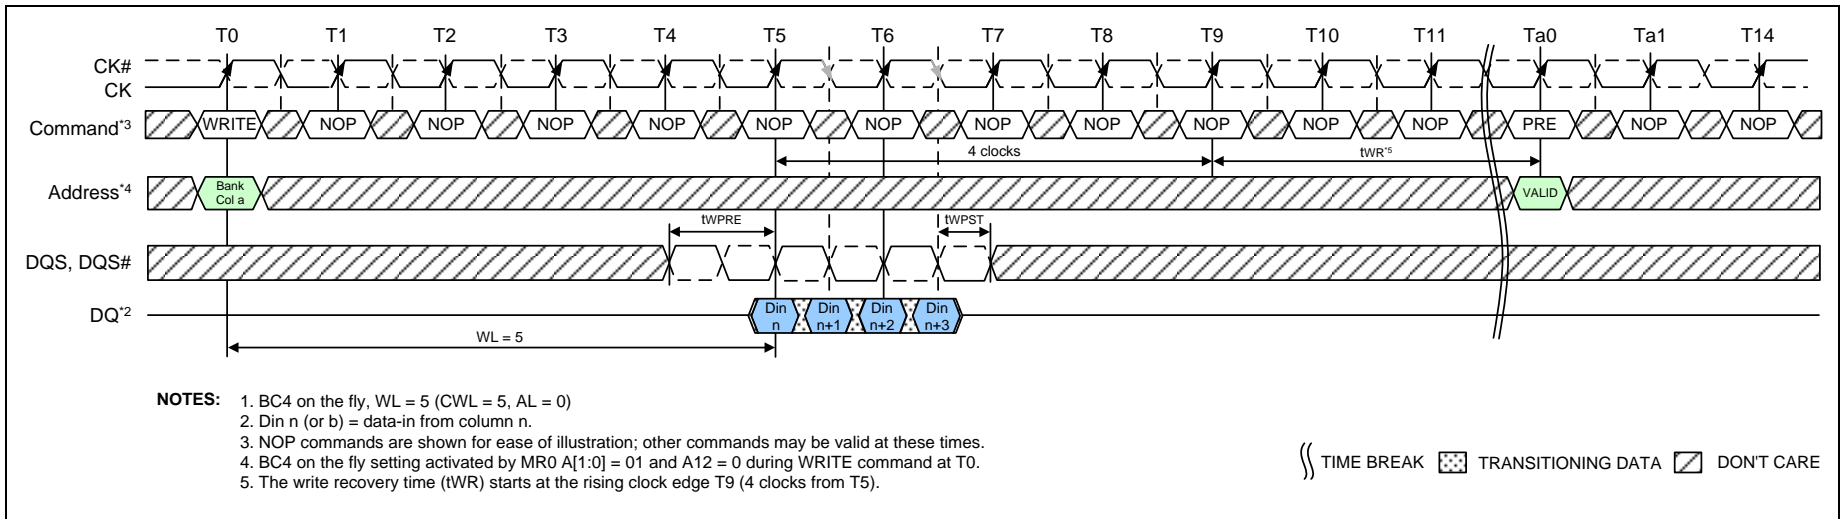 T0 T1 T2 T3 T4 T5 T6 T7 T8 T9 T10 T11 Ta0 Ta1 T14
CK#
CK
Command*3 WRITE NOP NOP NOP NOP NOP NOP NOP NOP NOP NOP NOP PRE NOP NOP
4 clocks tWR*5
Address*4 Bank Col a VALID
tWPRE tWPST
DQS, DQS#
DQ*2 Din n Din n+1 Din n+2 Din n+3
WL = 5
NOTES: 1. BC4 on the fly, WL = 5 (CWL = 5, AL = 0)
2. Din n (or b) = data-in from column n.
3. NOP commands are shown for ease of illustration; other commands may be valid at these times.
4. BC4 on the fly setting activated by MR0 A[1:0] = 01 and A12 = 0 during WRITE command at T0.
5. The write recovery time (tWR) starts at the rising clock edge T9 (4 clocks from T5).
TIME BREAK TRANSITIONING DATA DON'T CARE